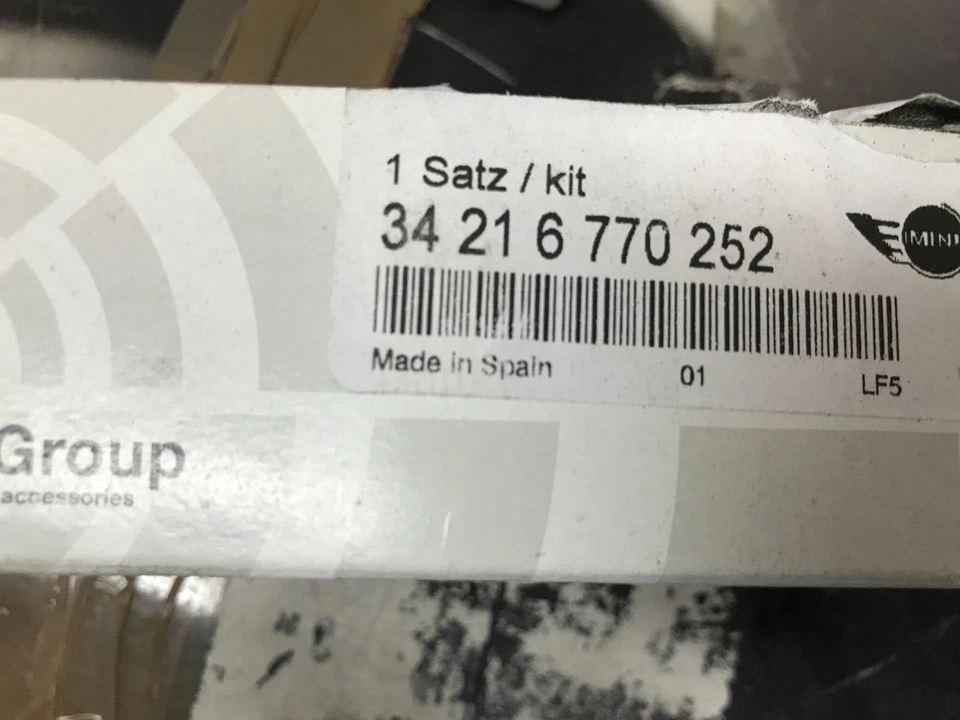 1 Satz / kit
34 21 6 770 252
MINI
Made in Spain
01
LF5
Group
accessories